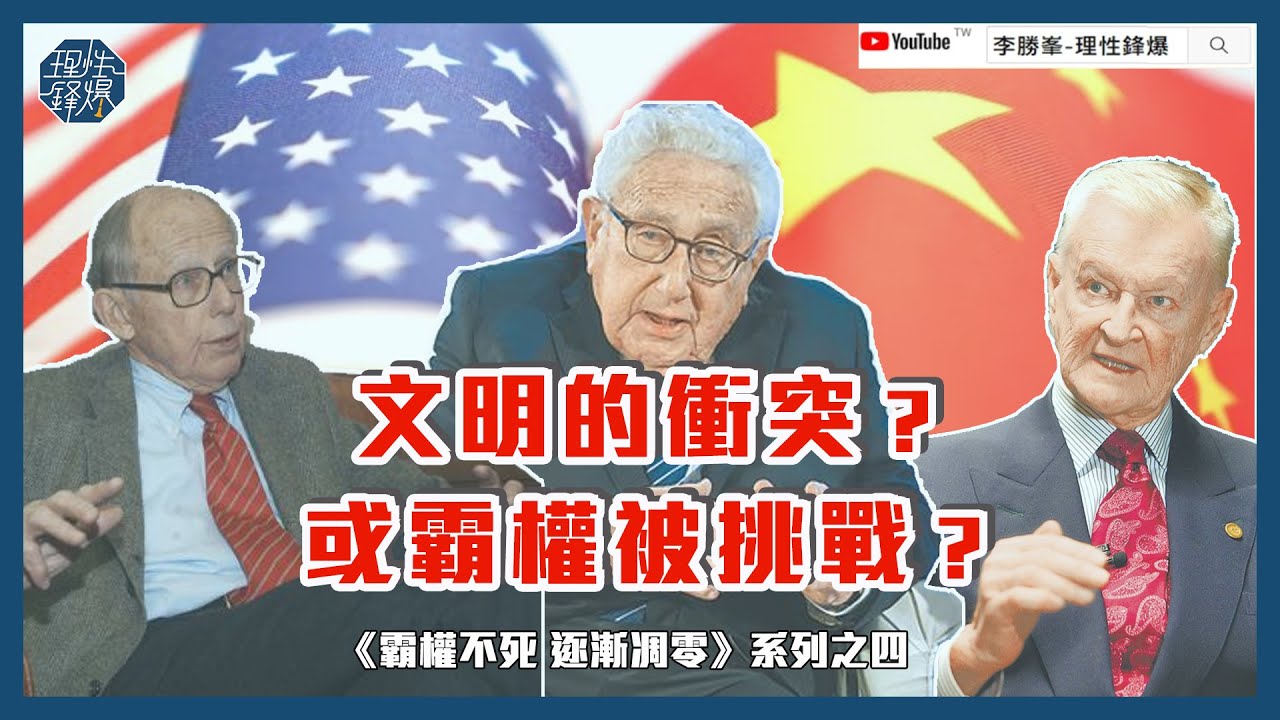 理性
鋒爆
YouTube TW
李勝峯-理性鋒爆
文明的衝突？
或霸權被挑戰？
《霸權不死 逐漸凋零》系列之四